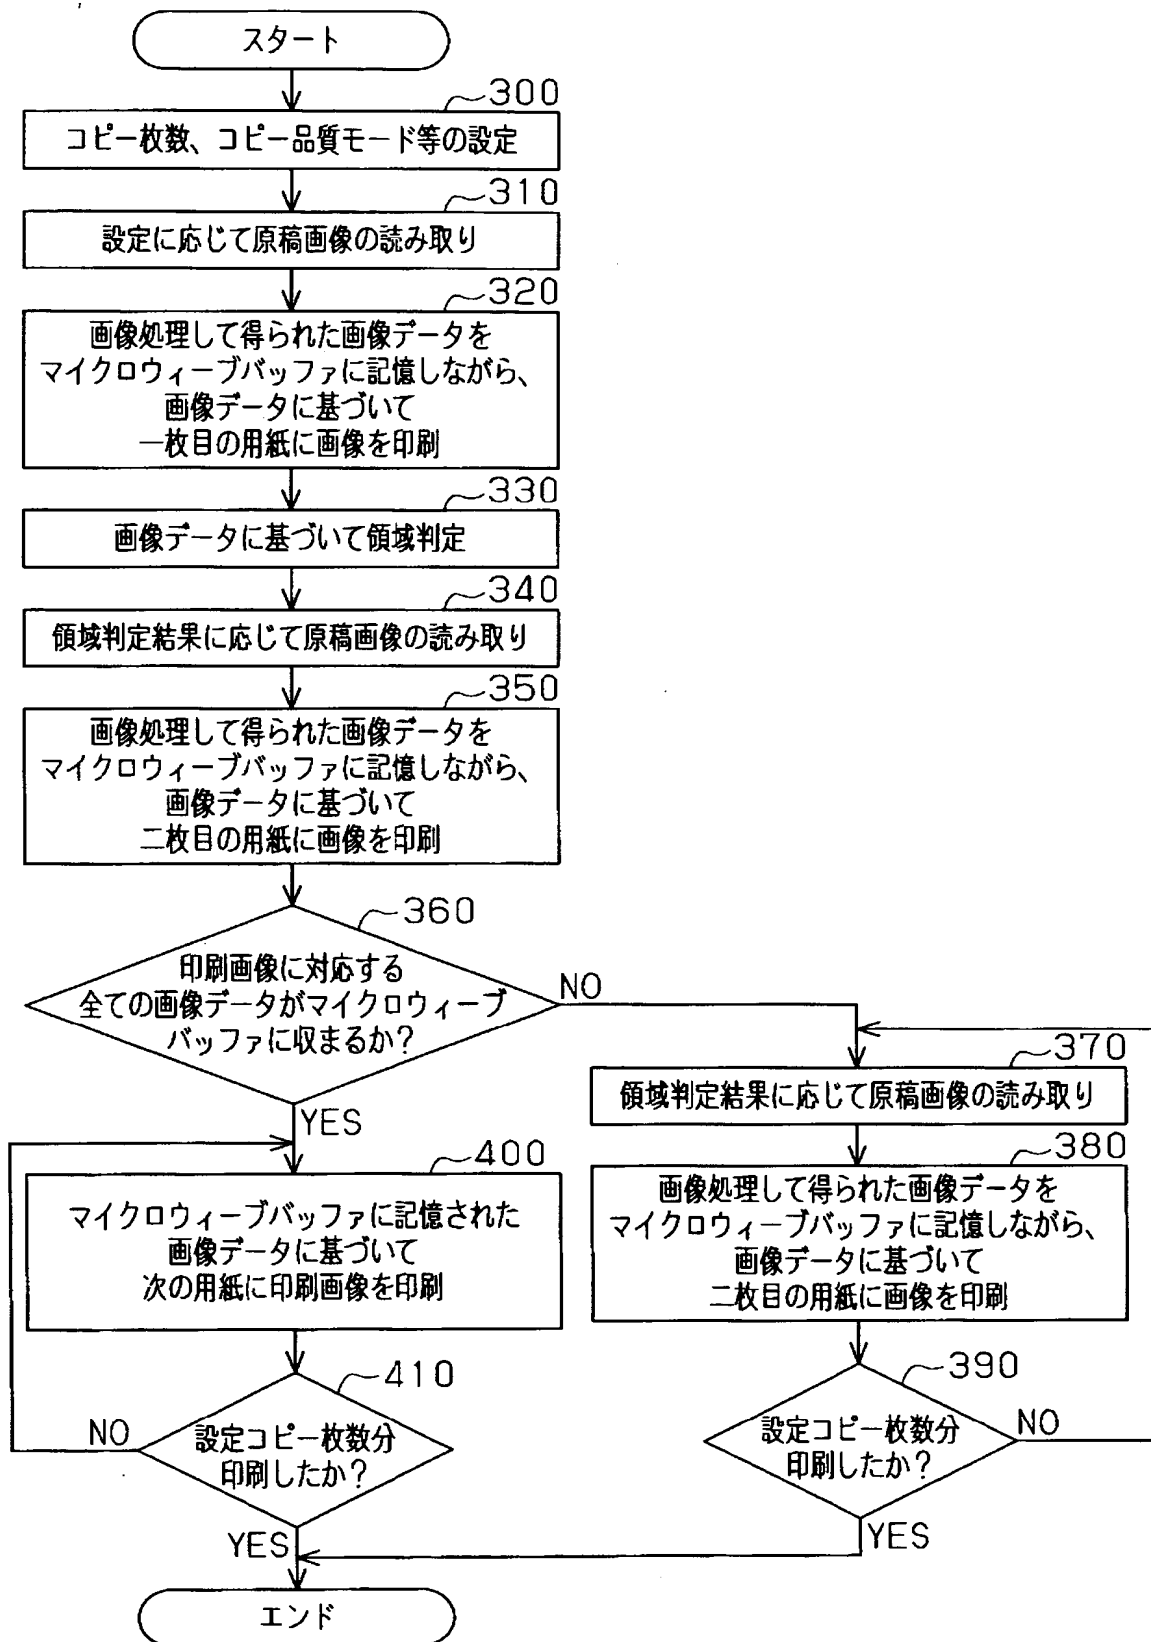 スタート
300
コピー枚数、コピー品質モード等の設定
310
設定に応じて原稿画像の読み取り
320
画像処理して得られた画像データを
マイクロウィーブバッファに記憶しながら、
画像データに基づいて
一枚目の用紙に画像を印刷
330
画像データに基づいて領域判定
340
領域判定結果に応じて原稿画像の読み取り
350
画像処理して得られた画像データを
マイクロウィーブバッファに記憶しながら、
画像データに基づいて
二枚目の用紙に画像を印刷
360
印刷画像に対応する
全ての画像データがマイクロウィーブ
バッファに収まるか?
NO
YES
370
領域判定結果に応じて原稿画像の読み取り
380
画像処理して得られた画像データを
マイクロウィーブバッファに記憶しながら、
画像データに基づいて
二枚目の用紙に画像を印刷
390
設定コピー枚数分
印刷したか?
NO
YES
400
マイクロウィーブバッファに記憶された
画像データに基づいて
次の用紙に印刷画像を印刷
410
設定コピー枚数分
印刷したか?
NO
YES
エンド